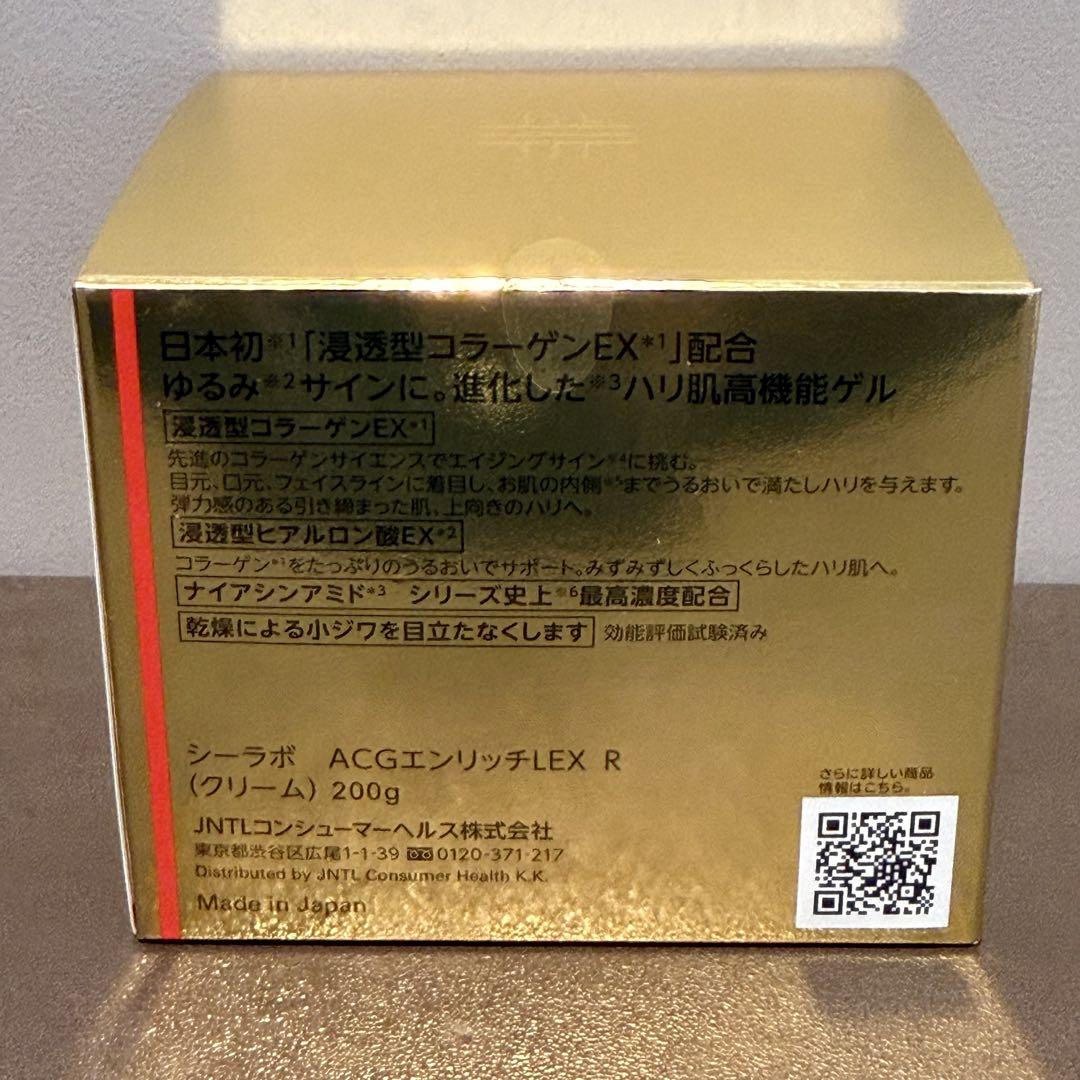 日本初※1「浸透型コラーゲンEX*1」配合
ゆるみ※2サインに。進化した※3ハリ肌高機能ゲル
浸透型コラーゲンEX*1
先進のコラーゲンサイエンスでエイジングサイン※4に挑む。
目元、口元、フェイスラインに着目し、お肌の内側※5までうるおいで満たしハリを与えます。
弾力感のある引き締まった肌、上向きのハリへ。
浸透型ヒアルロン酸EX*2
コラーゲン*1をたっぷりのうるおいでサポート。みずみずしくふっくらしたハリ肌へ。
ナイアシンアミド*3 シリーズ史上※6最高濃度配合
乾燥による小ジワを目立たなくします 効能評価試験済み
シーラボ ACGエンリッチLEX R
(クリーム) 200g
JNTLコンシューマーヘルス株式会社
東京都渋谷区広尾1-1-39 0120-371-217
Distributed by JNTL Consumer Health K.K.
Made in Japan
さらに詳しい商品
情報はこちら。